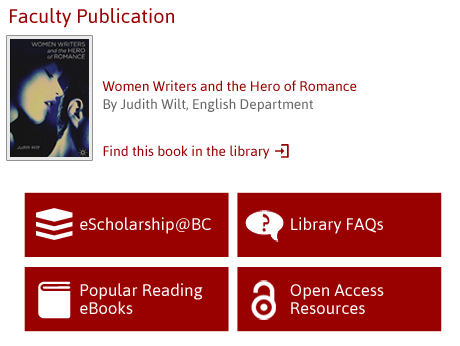 Faculty Publication
WOMEN WRITERS
and the HERO of
ROMANCE
Judith Wilt
Women Writers and the Hero of Romance
By Judith Wilt, English Department
Find this book in the library
eScholarship@BC
?
Library FAQs
Popular Reading
eBooks
Open Access
Resources